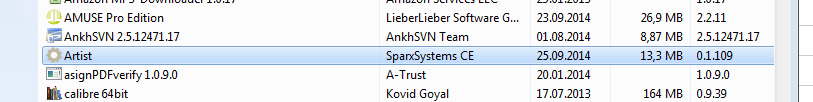 Amazon MP3-Downloader 1.0.17 Amazon Services LLC 25.01.2013 1.0.17
AMUSE Pro Edition LieberLieber Software G... 23.09.2014 26,9 MB 2.2.11
AnkhSVN 2.5.12471.17 AnkhSVN Team 01.08.2014 8,87 MB 2.5.12471.17
Artist SparxSystems CE 25.09.2014 13,3 MB 0.1.109
asignPDFverify 1.0.9.0 A-Trust 20.01.2014 1.0.9.0
calibre 64bit Kovid Goyal 17.07.2013 164 MB 0.9.39